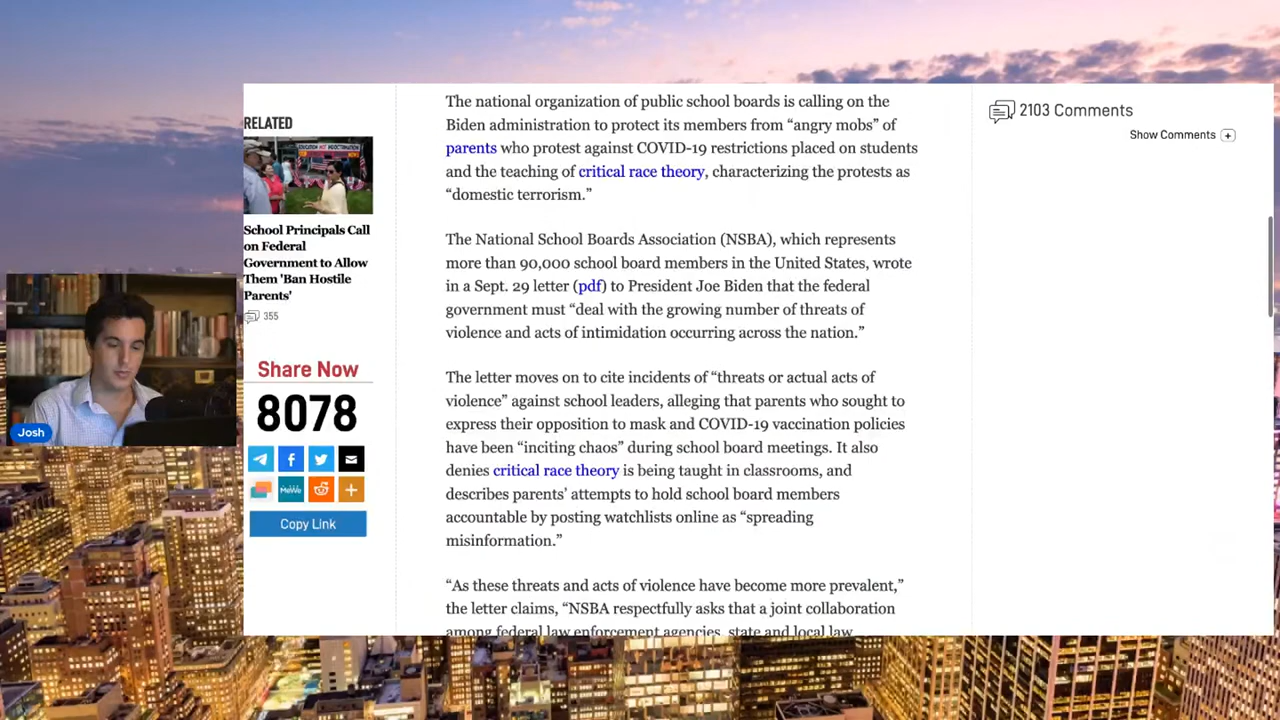 RELATED
School Principals Call
on Federal
Government to Allow
Them 'Ban Hostile
Parents'
355
Share Now
8078
MeWe
Copy Link
Josh
The national organization of public school boards is calling on the
Biden administration to protect its members from “angry mobs” of
parents who protest against COVID-19 restrictions placed on students
and the teaching of critical race theory, characterizing the protests as
“domestic terrorism.”
The National School Boards Association (NSBA), which represents
more than 90,000 school board members in the United States, wrote
in a Sept. 29 letter (pdf) to President Joe Biden that the federal
government must “deal with the growing number of threats of
violence and acts of intimidation occurring across the nation.”
The letter moves on to cite incidents of “threats or actual acts of
violence” against school leaders, alleging that parents who sought to
express their opposition to mask and COVID-19 vaccination policies
have been “inciting chaos” during school board meetings. It also
denies critical race theory is being taught in classrooms, and
describes parents’ attempts to hold school board members
accountable by posting watchlists online as “spreading
misinformation.”
“As these threats and acts of violence have become more prevalent,”
the letter claims, “NSBA respectfully asks that a joint collaboration
among federal law enforcement agencies, state and local law
2103 Comments
Show Comments +